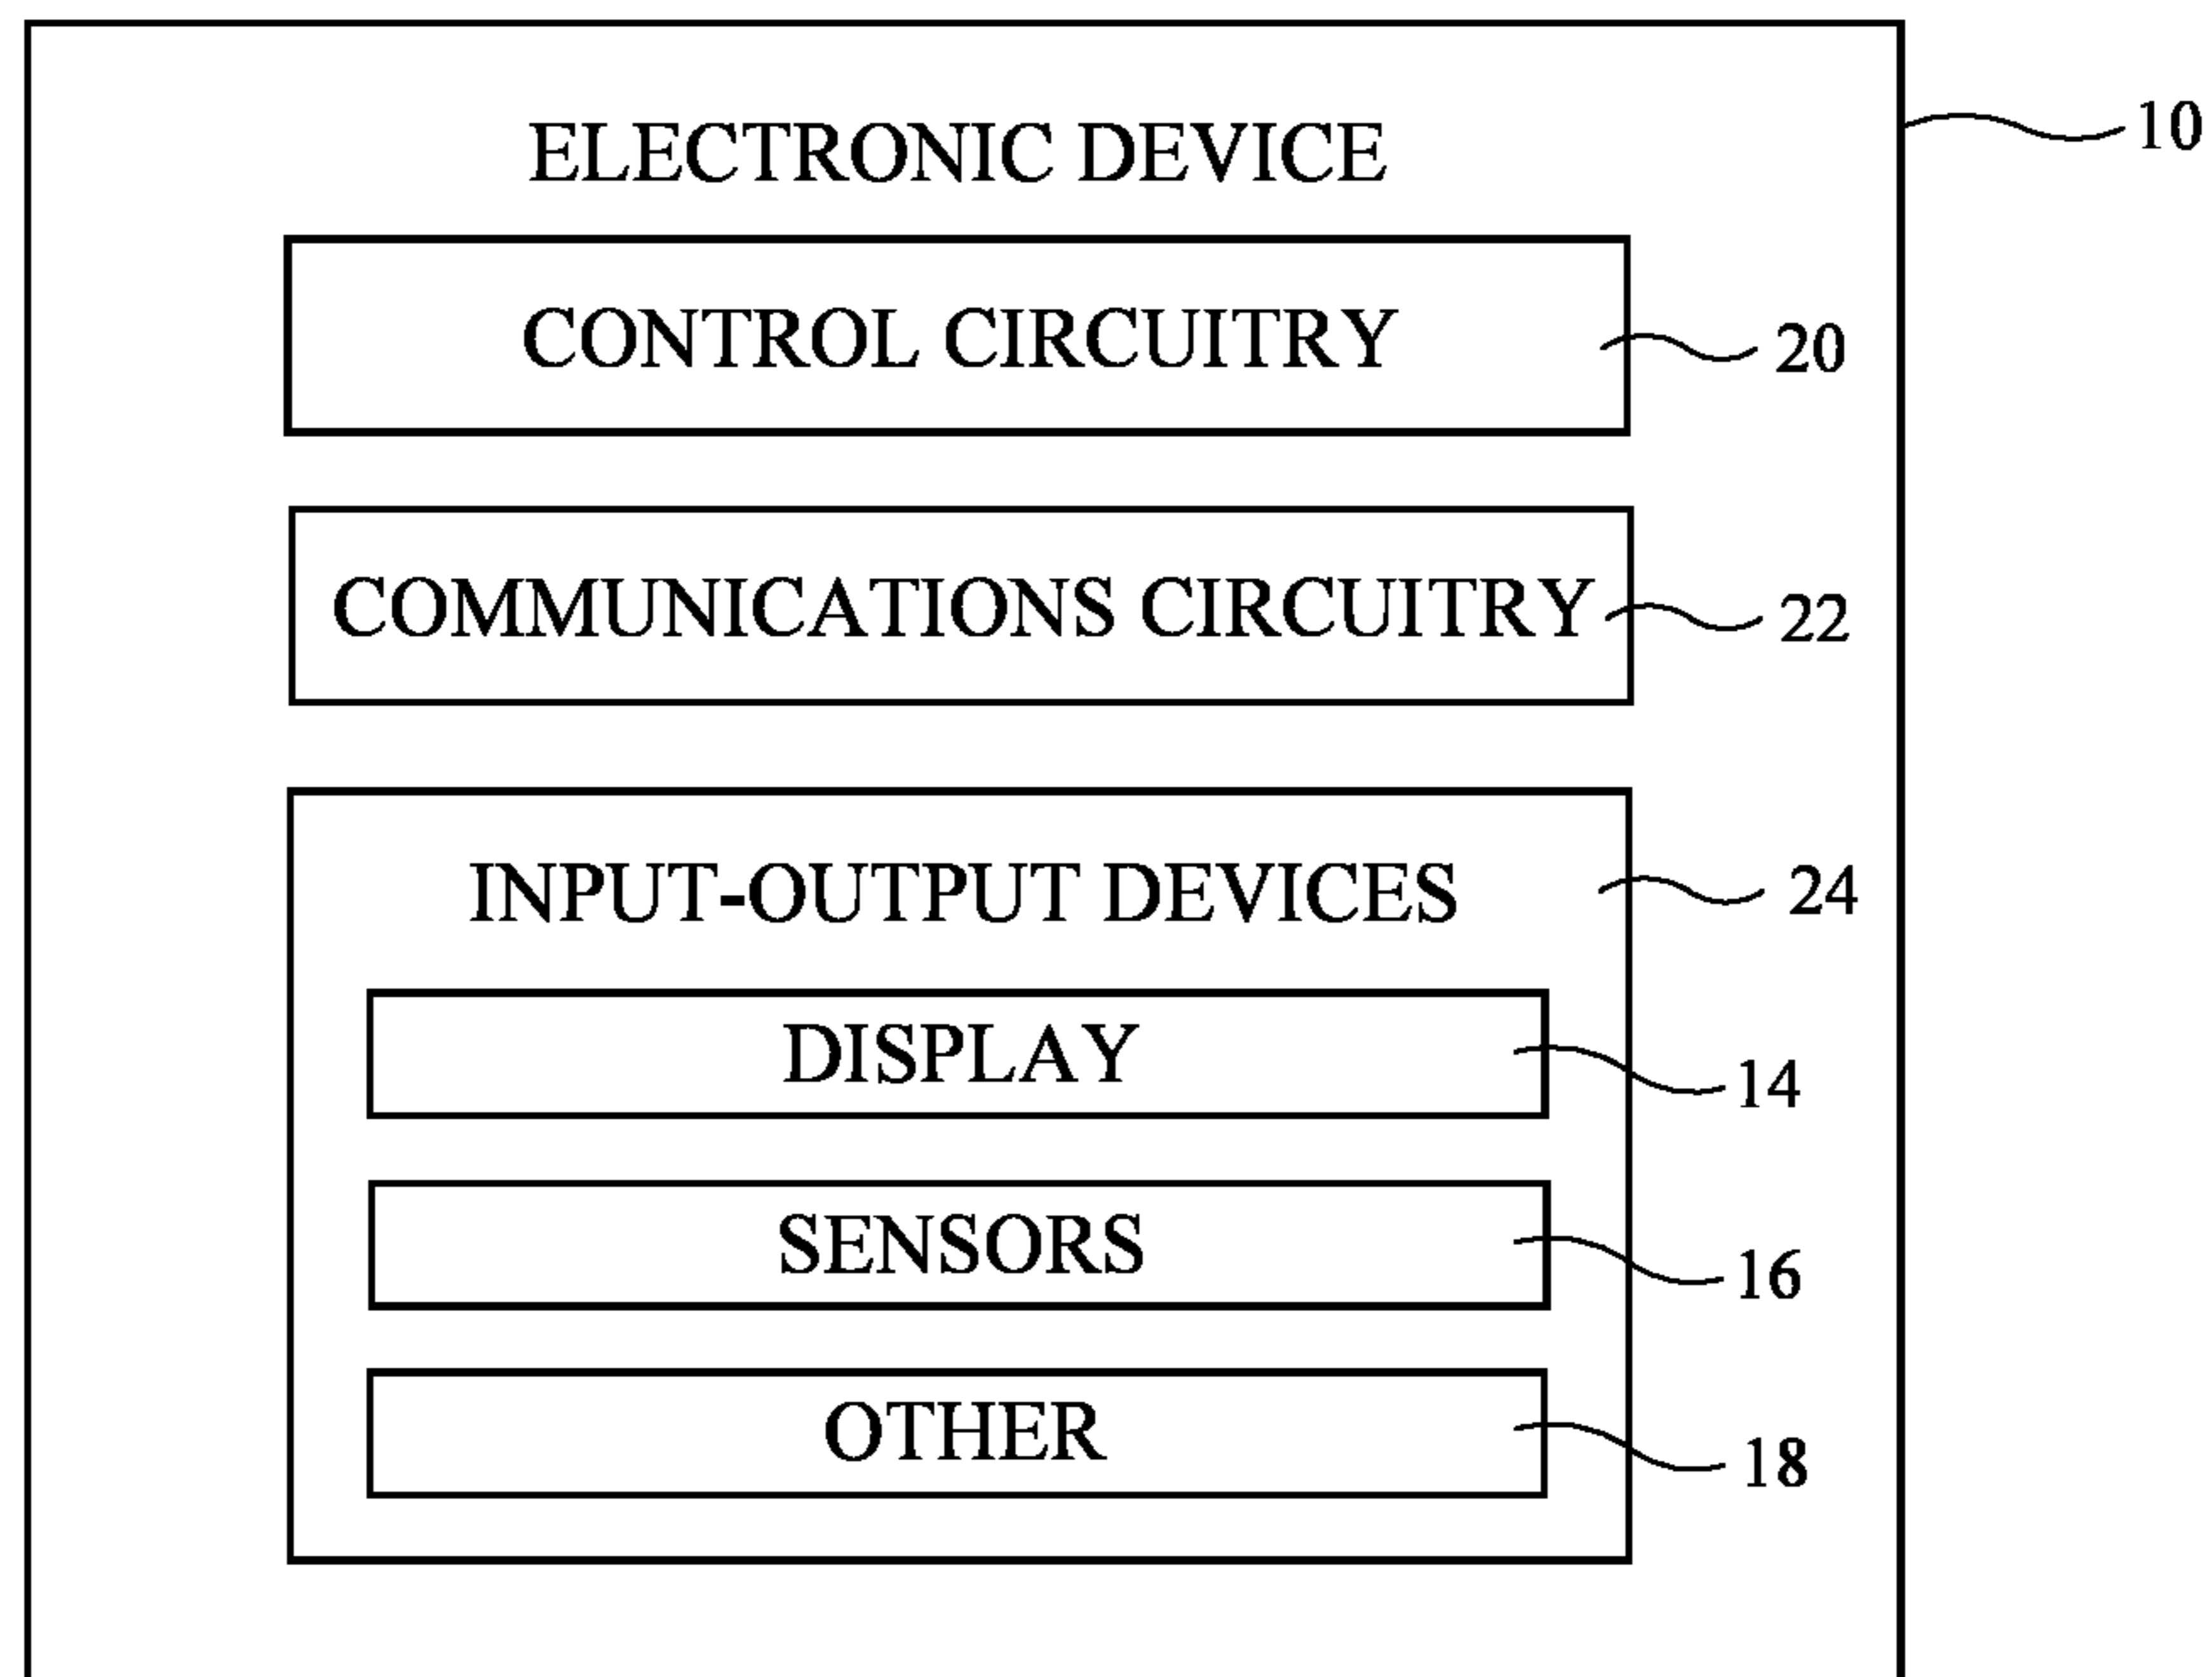 ELECTRONIC DEVICE
10
CONTROL CIRCUITRY
20
COMMUNICATIONS CIRCUITRY
22
INPUT-OUTPUT DEVICES
24
DISPLAY
14
SENSORS
16
OTHER
18